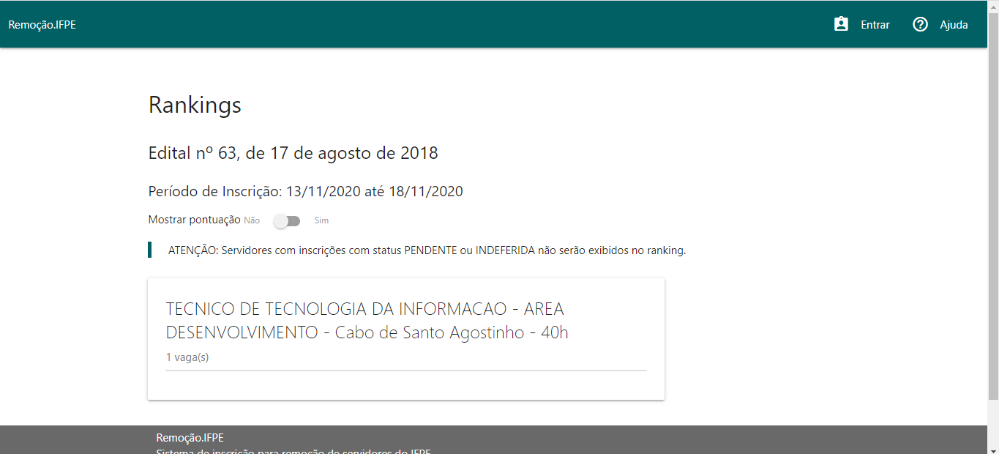 Remoção.IFPE
Entrar
Ajuda
Rankings
Edital nº 63, de 17 de agosto de 2018
Período de Inscrição: 13/11/2020 até 18/11/2020
Mostrar pontuação Não Sim
ATENÇÃO: Servidores com inscrições com status PENDENTE ou INDEFERIDA não serão exibidos no ranking.
TECNICO DE TECNOLOGIA DA INFORMACAO - AREA
DESENVOLVIMENTO - Cabo de Santo Agostinho - 40h
1 vaga(s)
Remoção.IFPE
Sistema de inscrição para remoção de servidores do IFPE